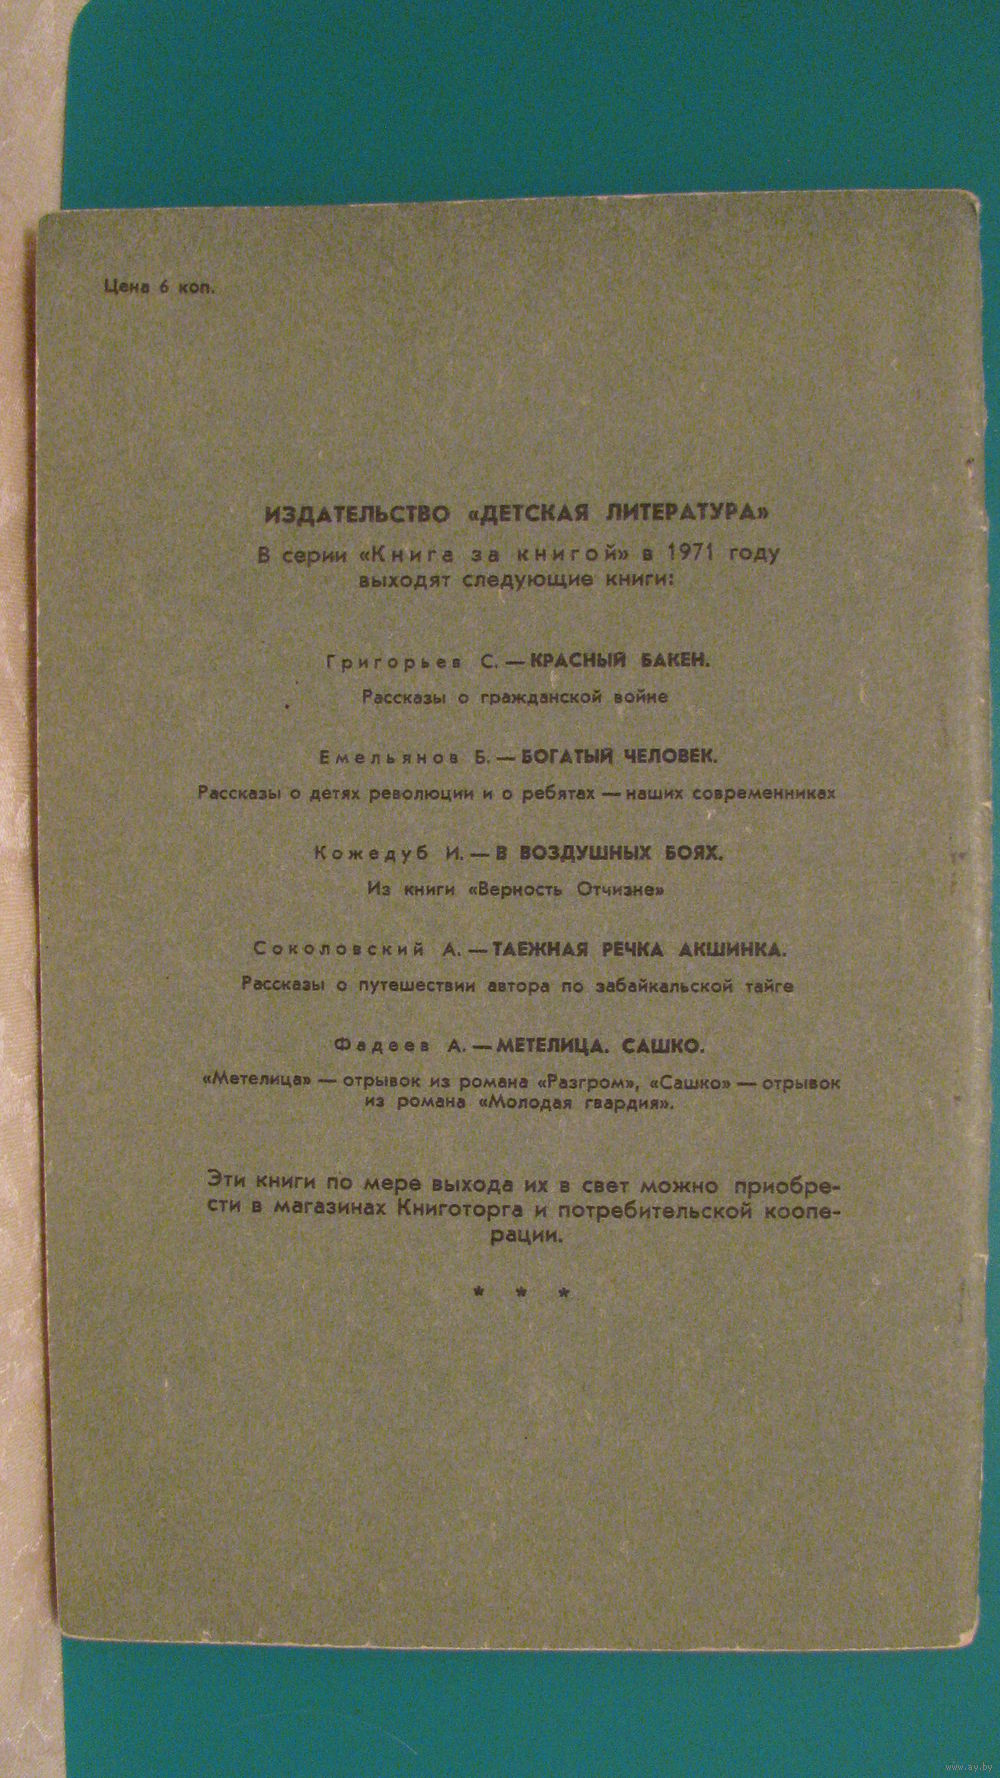 Цена 6 коп.
ИЗДАТЕЛЬСТВО «ДЕТСКАЯ ЛИТЕРАТУРА»
В серии «Книга за книгой» в 1971 году
выходят следующие книги:
Григорьев С. — КРАСНЫЙ БАКЕН.
Рассказы о гражданской войне
Емельянов Б. — БОГАТЫЙ ЧЕЛОВЕК.
Рассказы о детях революции и о ребятах — наших современниках
Кожедуб И. — В ВОЗДУШНЫХ БОЯХ.
Из книги «Верность Отчизне»
Соколовский А. — ТАЕЖНАЯ РЕЧКА АКШИНКА.
Рассказы о путешествии автора по забайкальской тайге
Фадеев А. — МЕТЕЛИЦА. САШКО.
«Метелица» — отрывок из романа «Разгром», «Сашко» — отрывок
из романа «Молодая гвардия».
Эти книги по мере выхода их в свет можно приобре-
сти в магазинах Книготорга и потребительской коопе-
рации.
* * *
www.ay.by